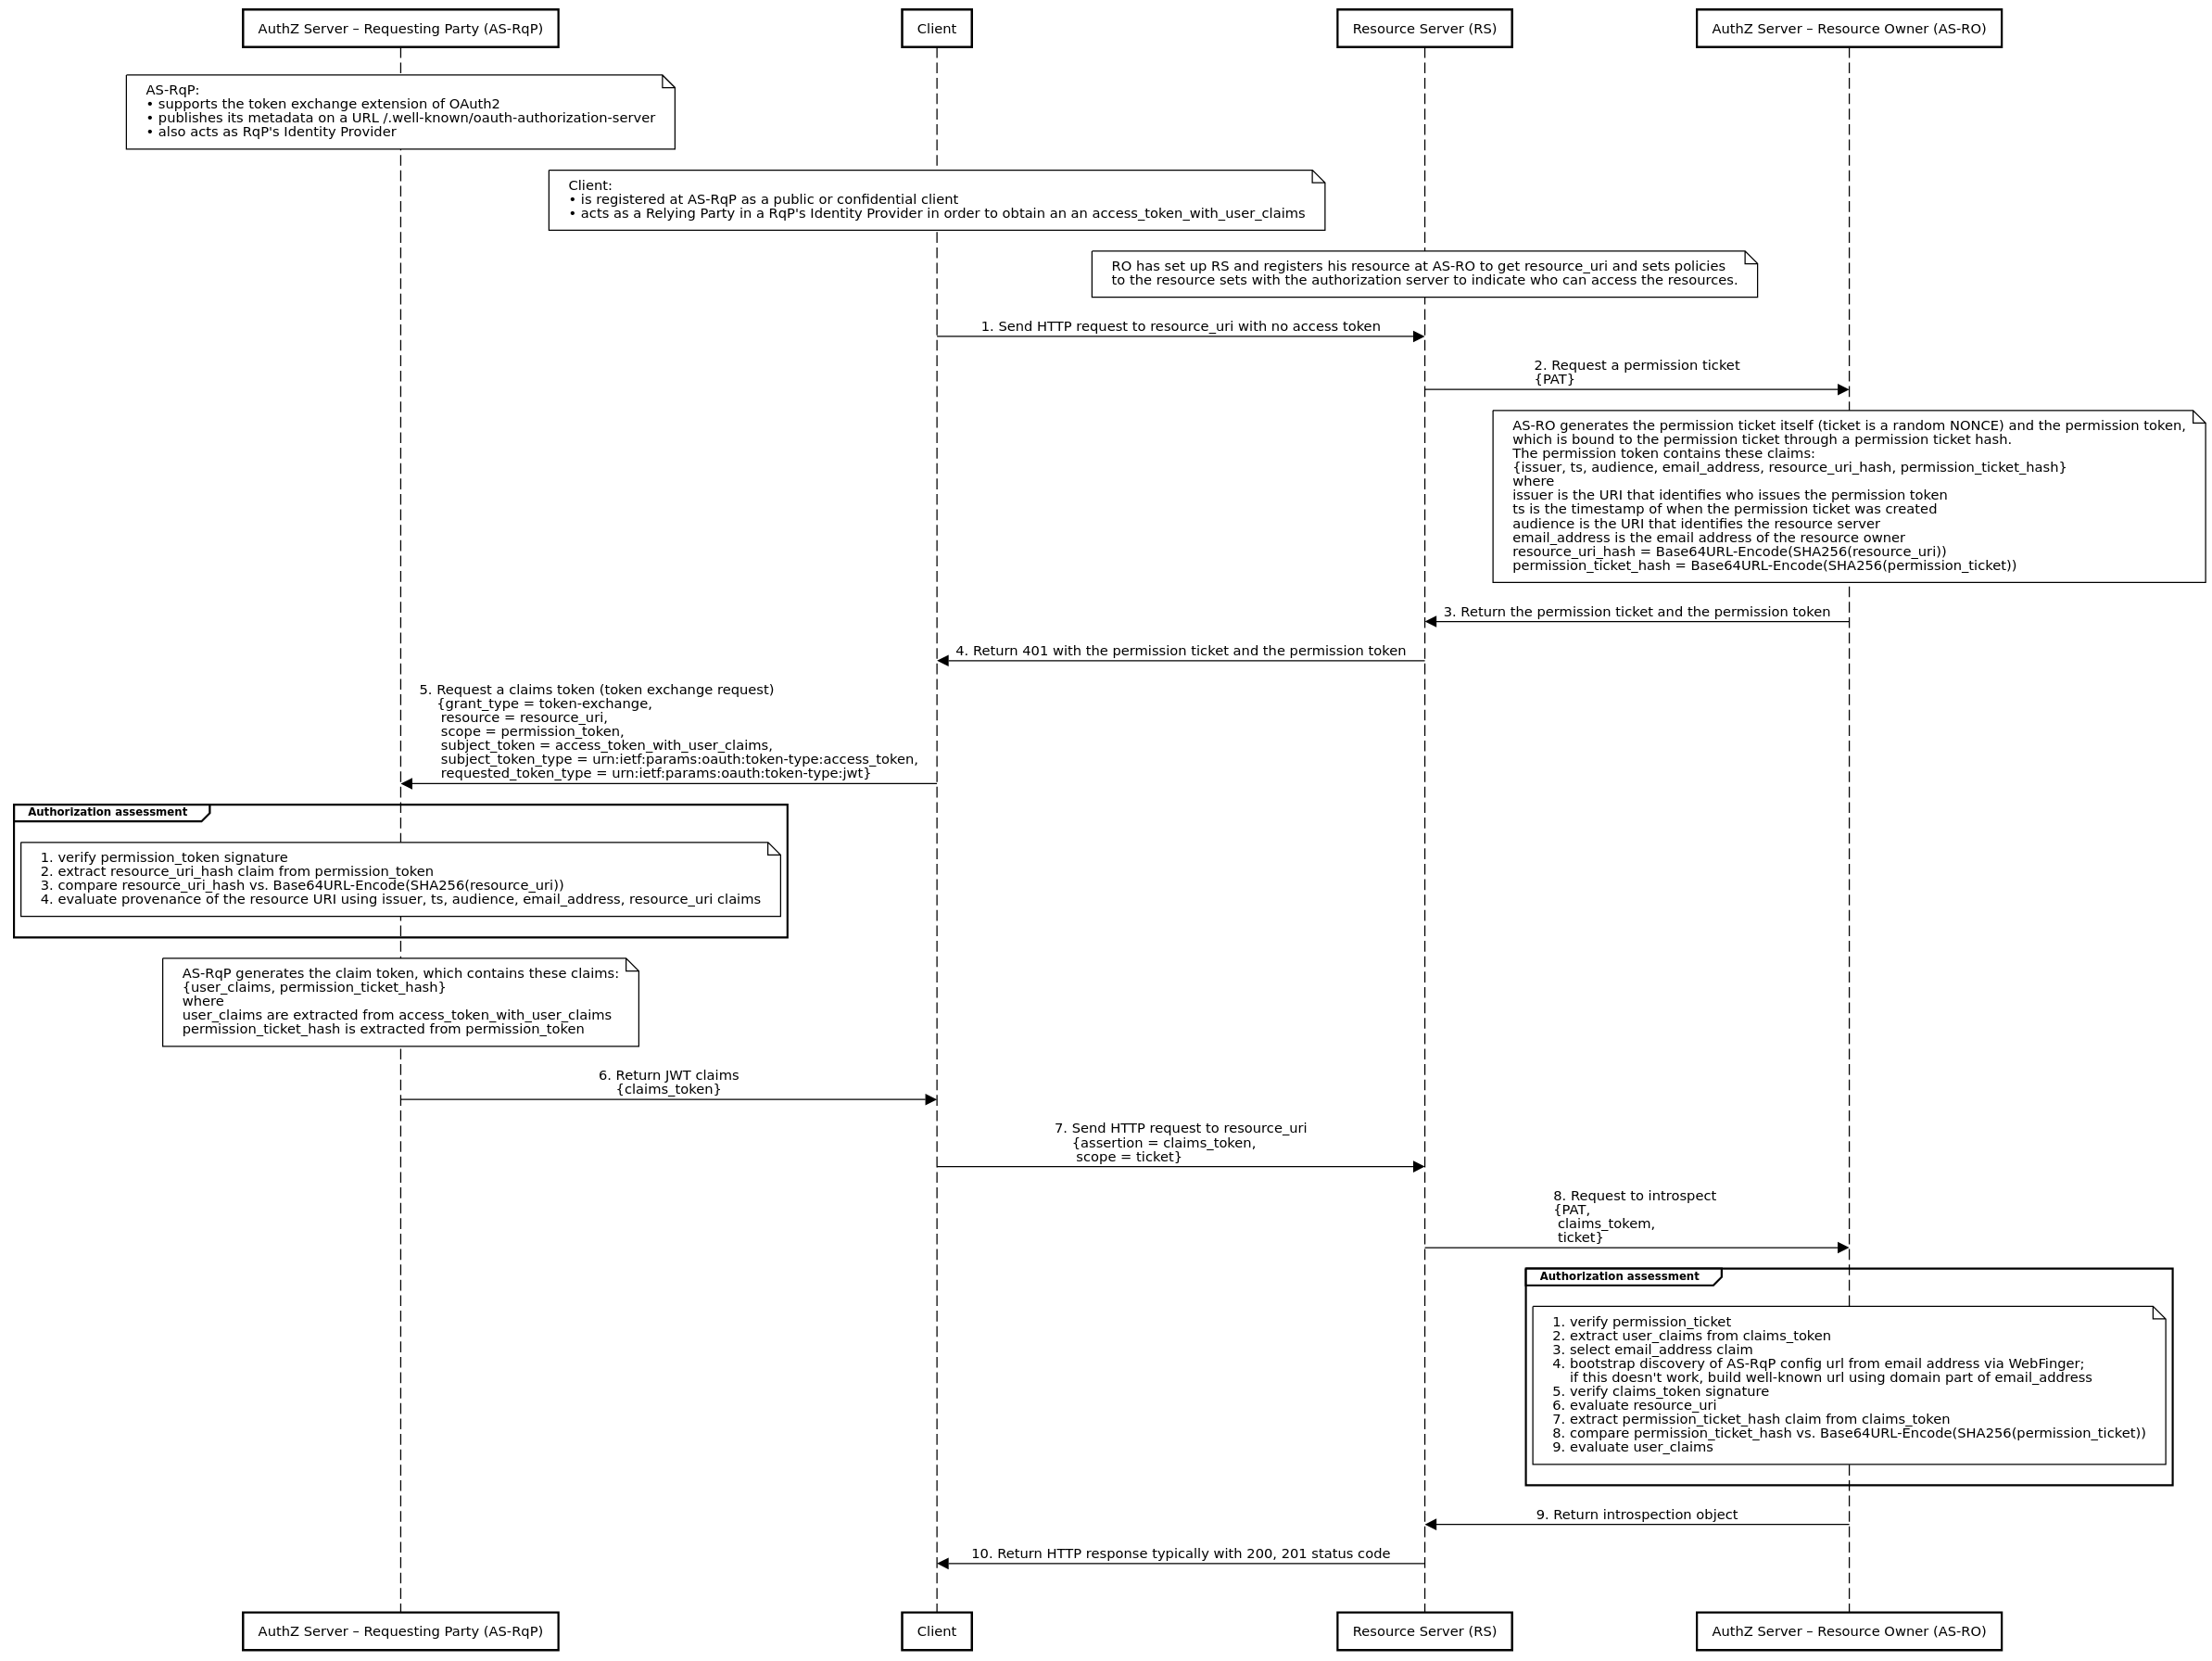 AuthZ Server – Requesting Party (AS-RqP)
Client
Resource Server (RS)
AuthZ Server – Resource Owner (AS-RO)
AS-RqP:
• supports the token exchange extension of OAuth2
• publishes its metadata on a URL /.well-known/oauth-authorization-server
• also acts as RqP's Identity Provider
Client:
• is registered at AS-RqP as a public or confidential client
• acts as a Relying Party in a RqP's Identity Provider in order to obtain an an access_token_with_user_claims
RO has set up RS and registers his resource at AS-RO to get resource_uri and sets policies
to the resource sets with the authorization server to indicate who can access the resources.
1. Send HTTP request to resource_uri with no access token
2. Request a permission ticket
{PAT}
AS-RO generates the permission ticket itself (ticket is a random NONCE) and the permission token,
which is bound to the permission ticket through a permission ticket hash.
The permission token contains these claims:
{issuer, ts, audience, email_address, resource_uri_hash, permission_ticket_hash}
where
issuer is the URI that identifies who issues the permission token
ts is the timestamp of when the permission ticket was created
audience is the URI that identifies the resource server
email_address is the email address of the resource owner
resource_uri_hash = Base64URL-Encode(SHA256(resource_uri))
permission_ticket_hash = Base64URL-Encode(SHA256(permission_ticket))
3. Return the permission ticket and the permission token
4. Return 401 with the permission ticket and the permission token
5. Request a claims token (token exchange request)
{grant_type = token-exchange,
resource = resource_uri,
scope = permission_token,
subject_token = access_token_with_user_claims,
subject_token_type = urn:ietf:params:oauth:token-type:access_token,
requested_token_type = urn:ietf:params:oauth:token-type:jwt}
Authorization assessment
1. verify permission_token signature
2. extract resource_uri_hash claim from permission_token
3. compare resource_uri_hash vs. Base64URL-Encode(SHA256(resource_uri))
4. evaluate provenance of the resource URI using issuer, ts, audience, email_address, resource_uri claims
AS-RqP generates the claim token, which contains these claims:
{user_claims, permission_ticket_hash}
where
user_claims are extracted from access_token_with_user_claims
permission_ticket_hash is extracted from permission_token
6. Return JWT claims
{claims_token}
7. Send HTTP request to resource_uri
{assertion = claims_token,
scope = ticket}
8. Request to introspect
{PAT,
claims_tokem,
ticket}
Authorization assessment
1. verify permission_ticket
2. extract user_claims from claims_token
3. select email_address claim
4. bootstrap discovery of AS-RqP config url from email address via WebFinger;
if this doesn't work, build well-known url using domain part of email_address
5. verify claims_token signature
6. evaluate resource_uri
7. extract permission_ticket_hash claim from claims_token
8. compare permission_ticket_hash vs. Base64URL-Encode(SHA256(permission_ticket))
9. evaluate user_claims
9. Return introspection object
10. Return HTTP response typically with 200, 201 status code
AuthZ Server – Requesting Party (AS-RqP)
Client
Resource Server (RS)
AuthZ Server – Resource Owner (AS-RO)